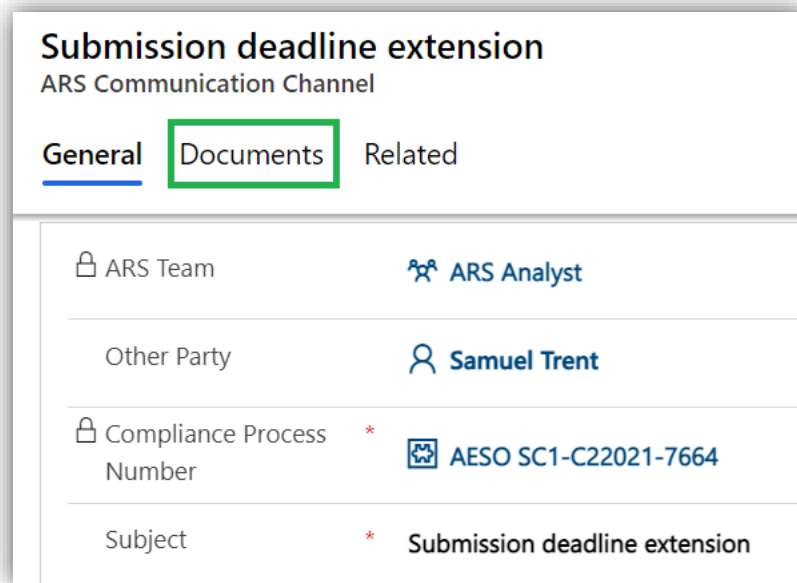 Submission deadline extension
ARS Communication Channel
General Documents Related
ARS Team ARS Analyst
Other Party Samuel Trent
Compliance Process Number * AESO SC1-C22021-7664
Subject * Submission deadline extension